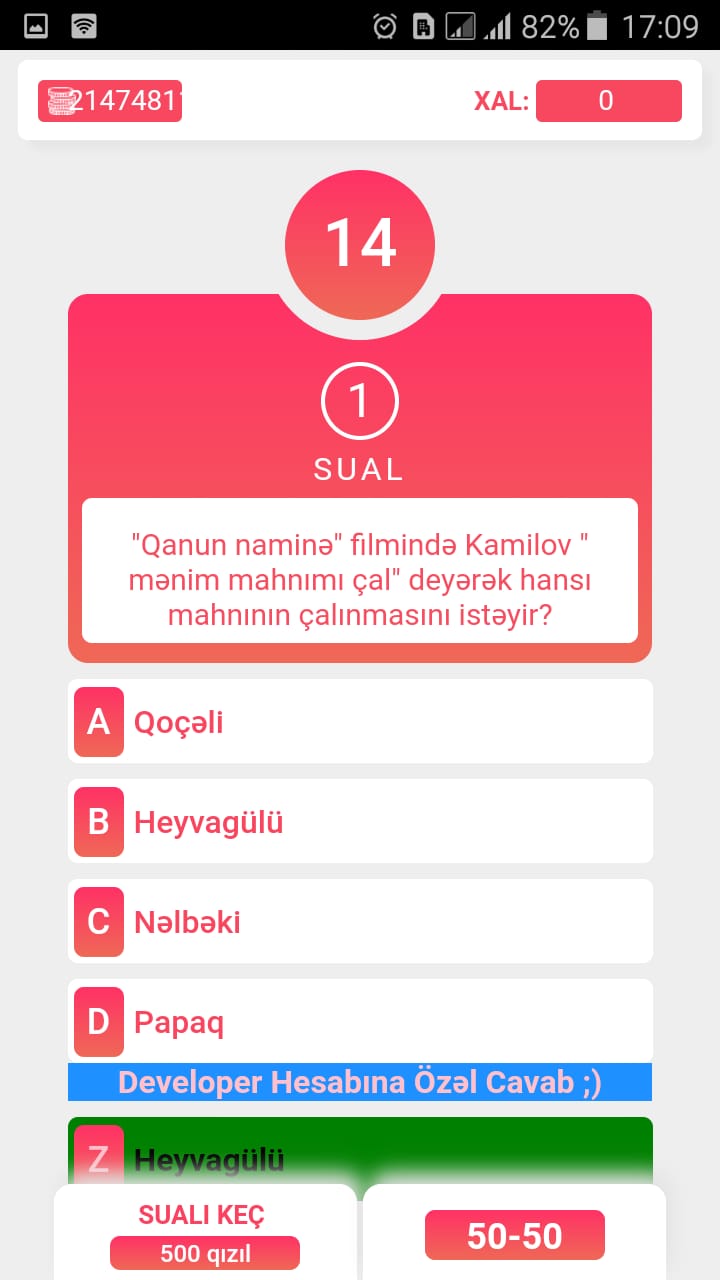 82% 17:09
21474811 XAL: 0
14
1
SUAL
"Qanun naminə" filmində Kamilov "
mənim mahnımı çal" deyərək hansı
mahnının çalınmasını istəyir?
A Qoçəli
B Heyvagülü
C Nəlbəki
D Papaq
Developer Hesabına Özəl Cavab ;)
Z Heyvagülü
SUALI KEÇ
500 qızıl
50-50